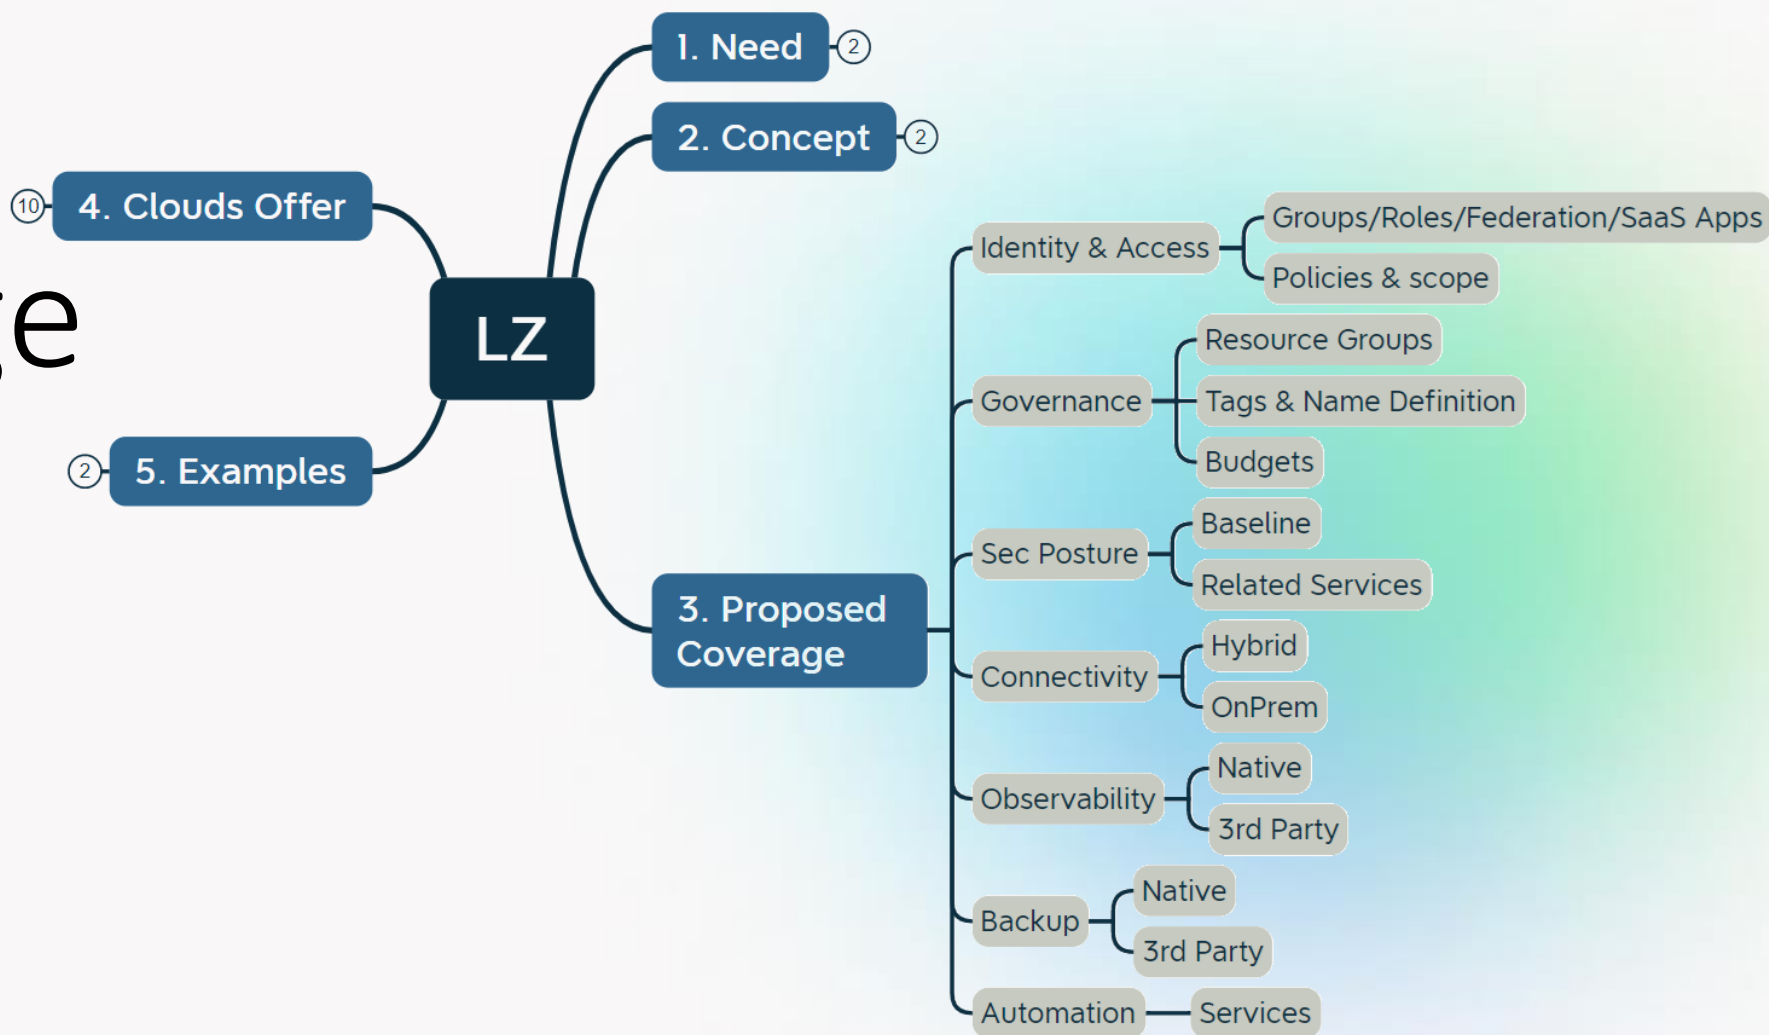 1. Need
2
2. Concept
2
10
4. Clouds Offer
ge
LZ
2
5. Examples
3. Proposed
Coverage
Identity & Access
Groups/Roles/Federation/SaaS Apps
Policies & scope
Governance
Resource Groups
Tags & Name Definition
Budgets
Sec Posture
Baseline
Related Services
Connectivity
Hybrid
OnPrem
Observability
Native
3rd Party
Backup
Native
3rd Party
Automation
Services